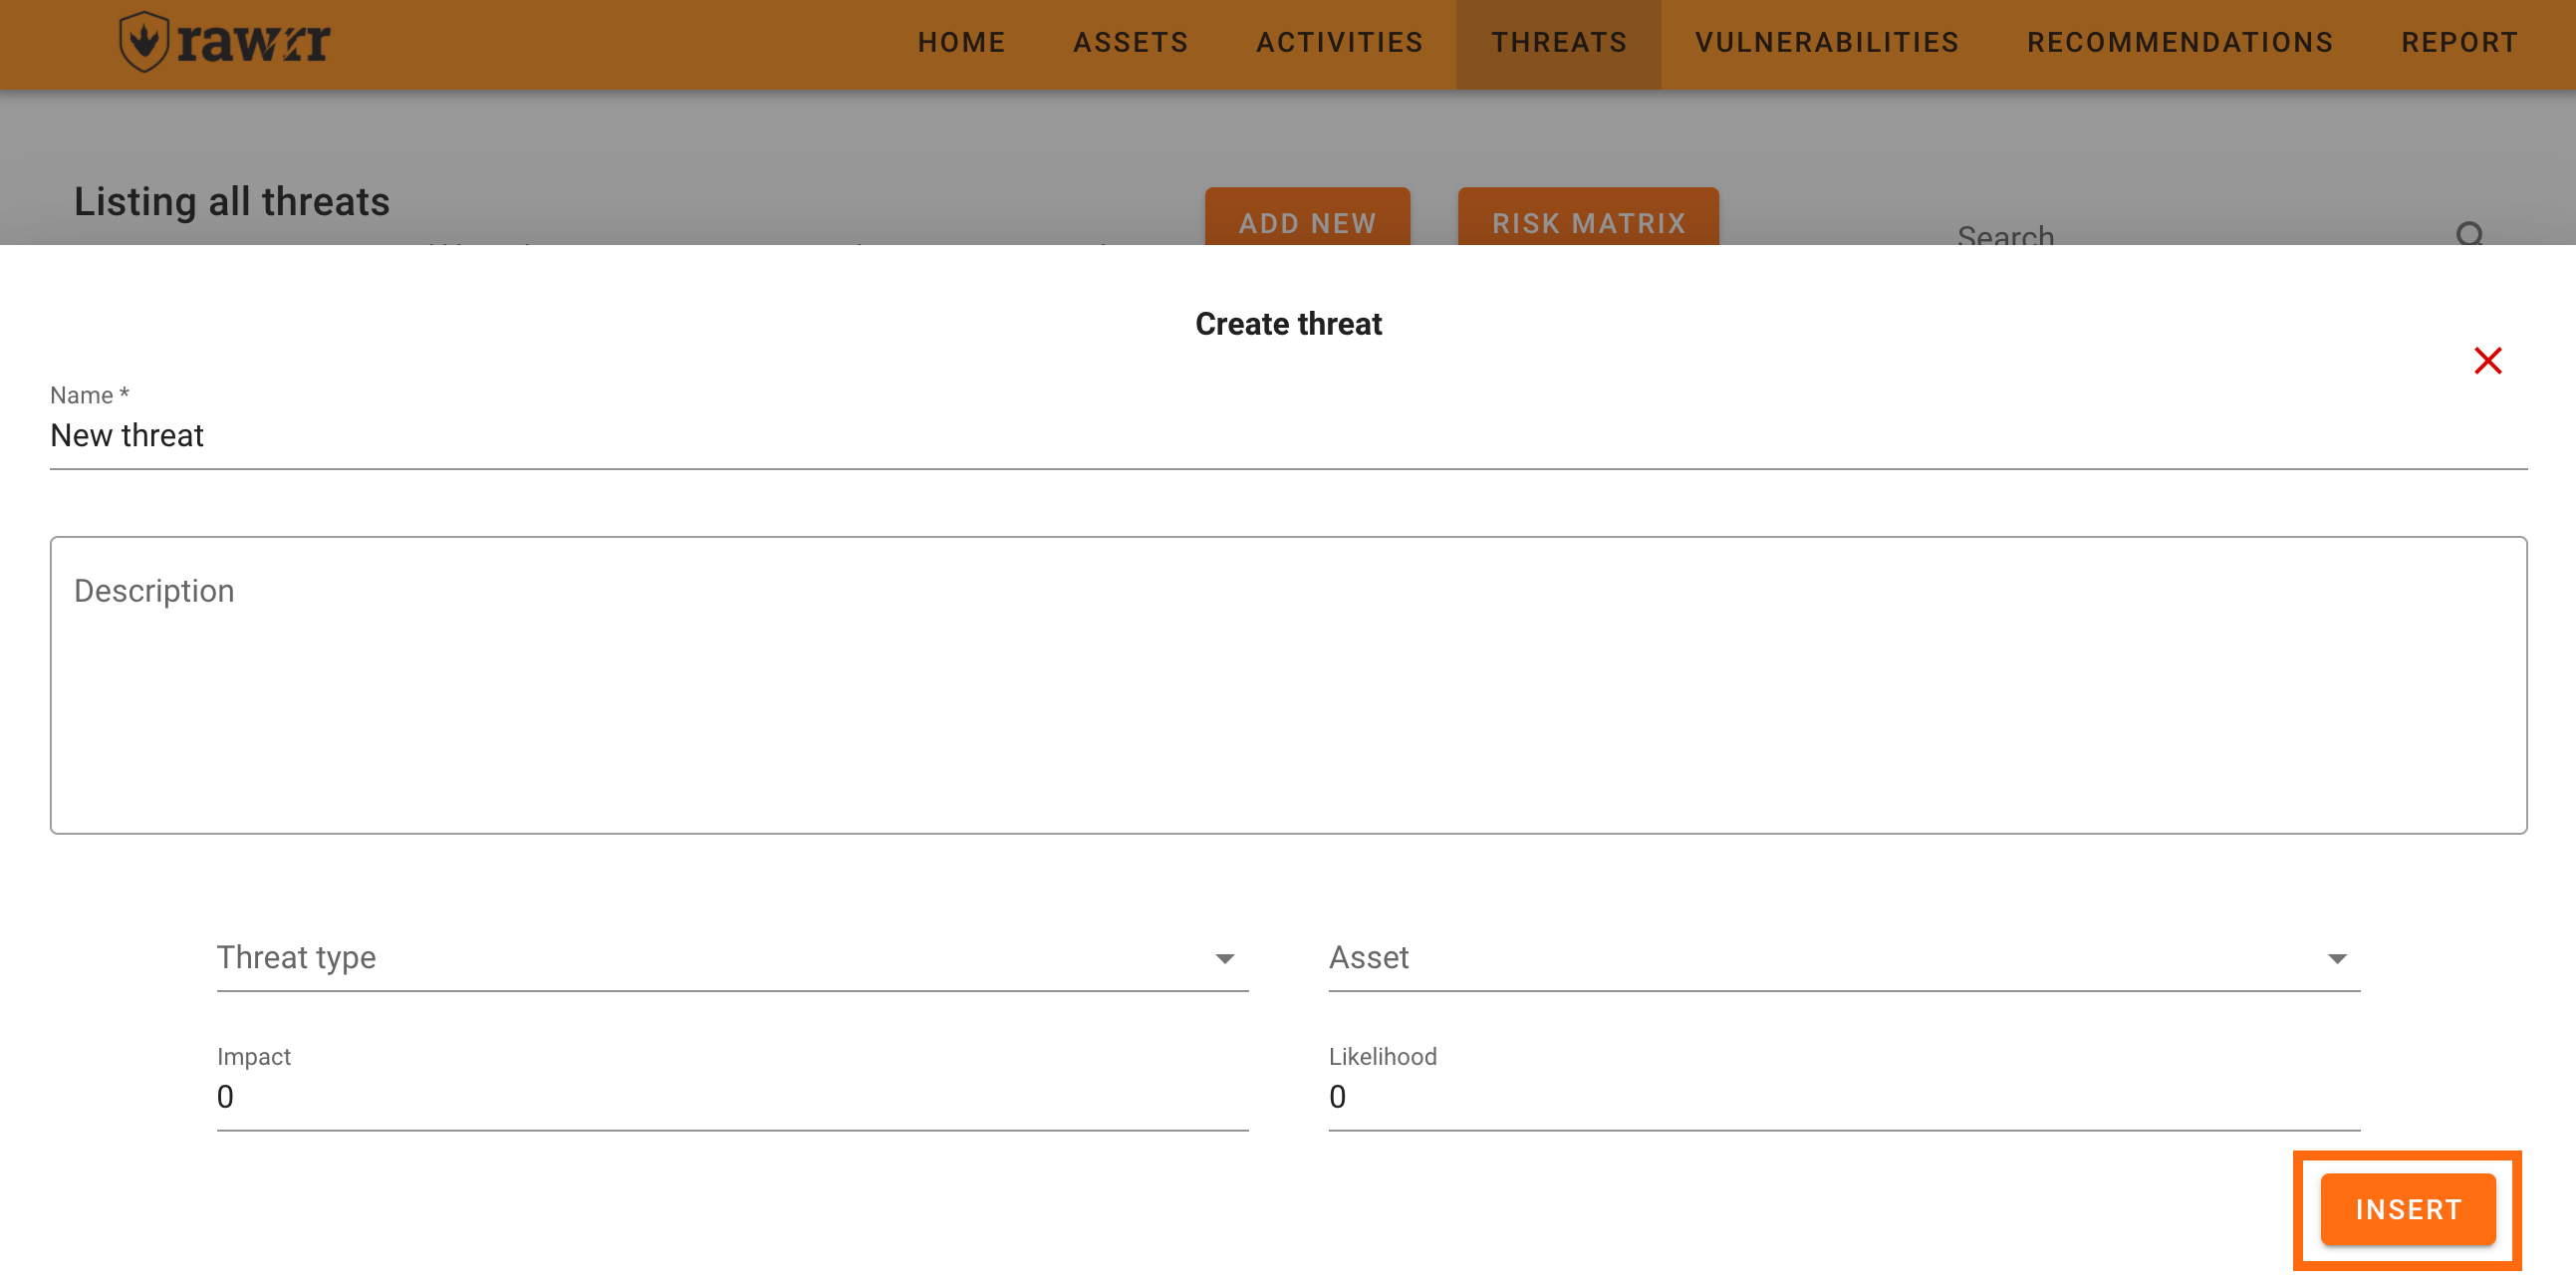 rawrr
HOME ASSETS ACTIVITIES THREATS VULNERABILITIES RECOMMENDATIONS REPORT
Listing all threats
ADD NEW RISK MATRIX
Search
Create threat
Name *
New threat
Description
Threat type Asset
Impact Likelihood
0 0
INSERT